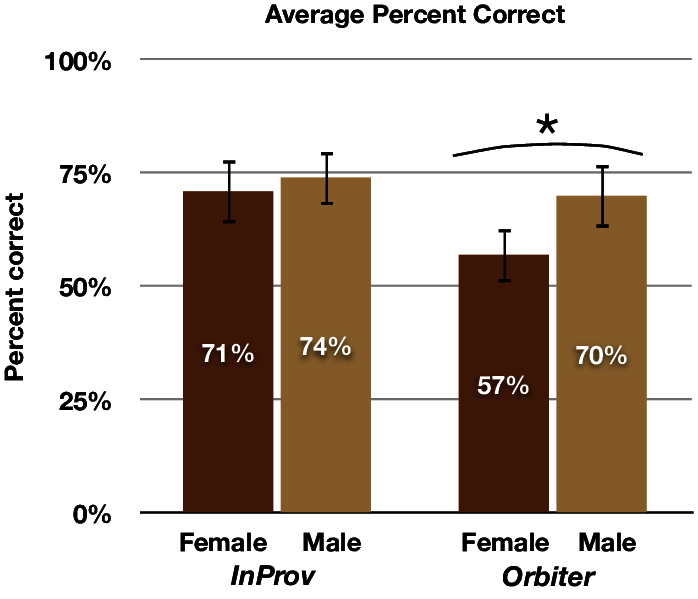 Average Percent Correct
100%
75%
50%
25%
0%
Percent correct
*
71%
74%
57%
70%
Female Male Female Male
InProv Orbiter